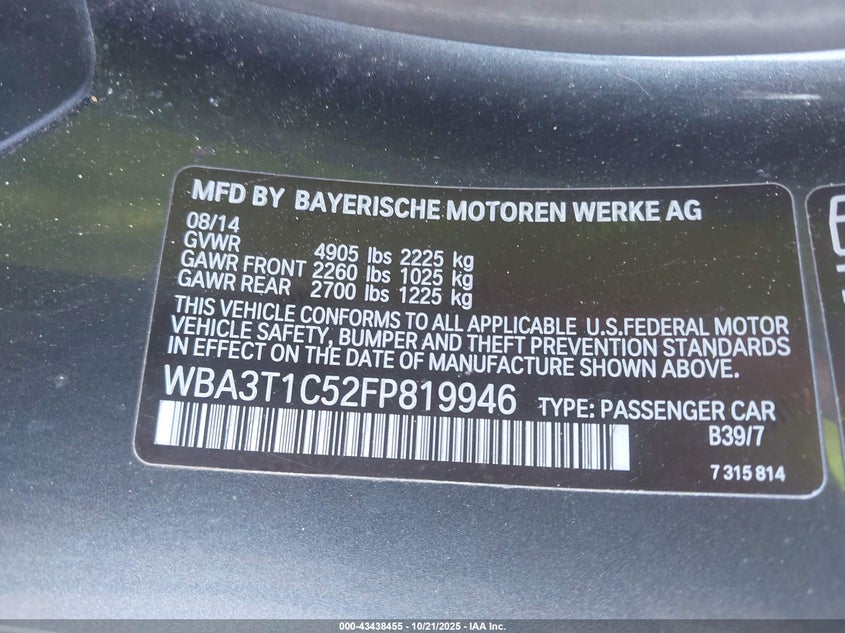 MFD BY BAYERISCHE MOTOREN WERKE AG
08/14
GVWR 4905 lbs 2225 kg
GAWR FRONT 2260 lbs 1025 kg
GAWR REAR 2700 lbs 1225 kg
THIS VEHICLE CONFORMS TO ALL APPLICABLE U.S.FEDERAL MOTOR
VEHICLE SAFETY, BUMPER AND THEFT PREVENTION STANDARDS
IN EFFECT ON THE DATE OF MANUFACTURE SHOWN ABOVE.
WBA3T1C52FP819946 TYPE: PASSENGER CAR
B39/7
7 315 814
000-43438455 - 10/21/2025 - IAA Inc.